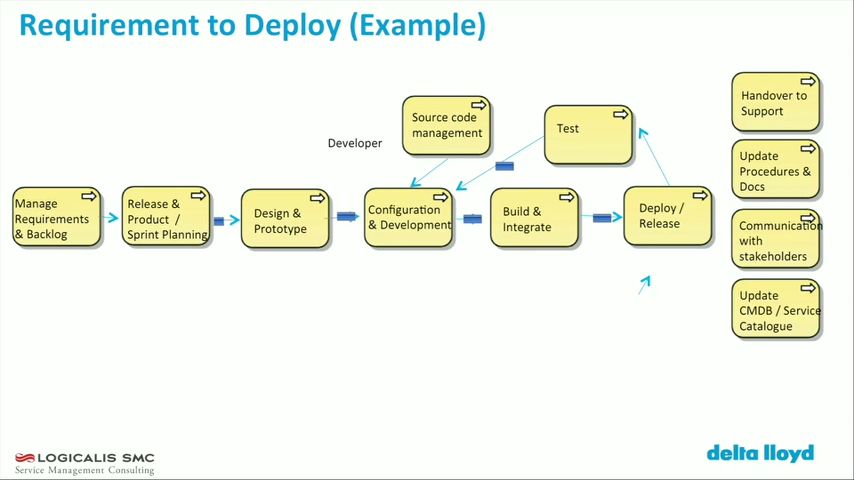 Requirement to Deploy (Example)
Handover to
Support
Source code
management
Test
Developer
Update
Procedures &
Docs
Manage
Requirements
& Backlog
Release &
Product /
Sprint Planning
Design &
Prototype
Configuration
& Development
Build &
Integrate
Deploy /
Release
Communication
with
stakeholders
Update
CMDB / Service
Catalogue
LOGICALIS SMC
Service Management Consulting
delta lloyd